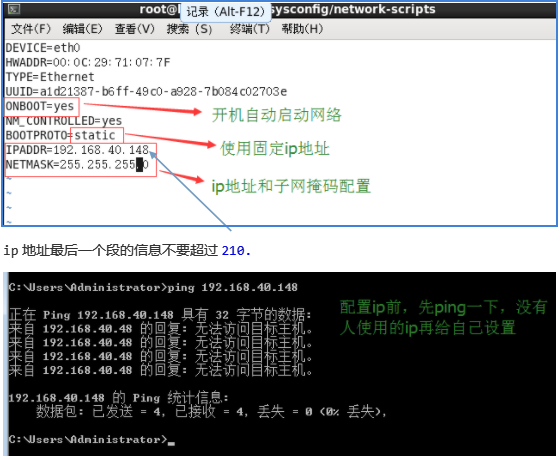 root@ 记录（Alt-F12） sysconfig/network-scripts
文件(F) 编辑(E) 查看(V) 搜索 (S) 终端(T) 帮助(H)
DEVICE=eth0
HWADDR=00:0C:29:71:07:7F
TYPE=Ethernet
UUID=a1d21387-b6ff-49c0-a928-7b084c02703e
ONBOOT=yes
开机自动启动网络
NM_CONTROLLED=yes
BOOTPROTO=static
使用固定ip地址
IPADDR=192.168.40.148
NETMASK=255.255.255.0
ip地址和子网掩码配置
~
~
~
~
ip 地址最后一个段的信息不要超过 210.
C:\Users\Administrator>ping 192.168.40.148
配置ip前，先ping一下，没有
人使用的ip再给自己设置
正在 Ping 192.168.40.148 具有 32 字节的数据:
来自 192.168.40.48 的回复: 无法访问目标主机。
来自 192.168.40.48 的回复: 无法访问目标主机。
来自 192.168.40.48 的回复: 无法访问目标主机。
来自 192.168.40.48 的回复: 无法访问目标主机。
192.168.40.148 的 Ping 统计信息:
数据包: 已发送 = 4，已接收 = 4，丢失 = 0 (0% 丢失)，
C:\Users\Administrator>